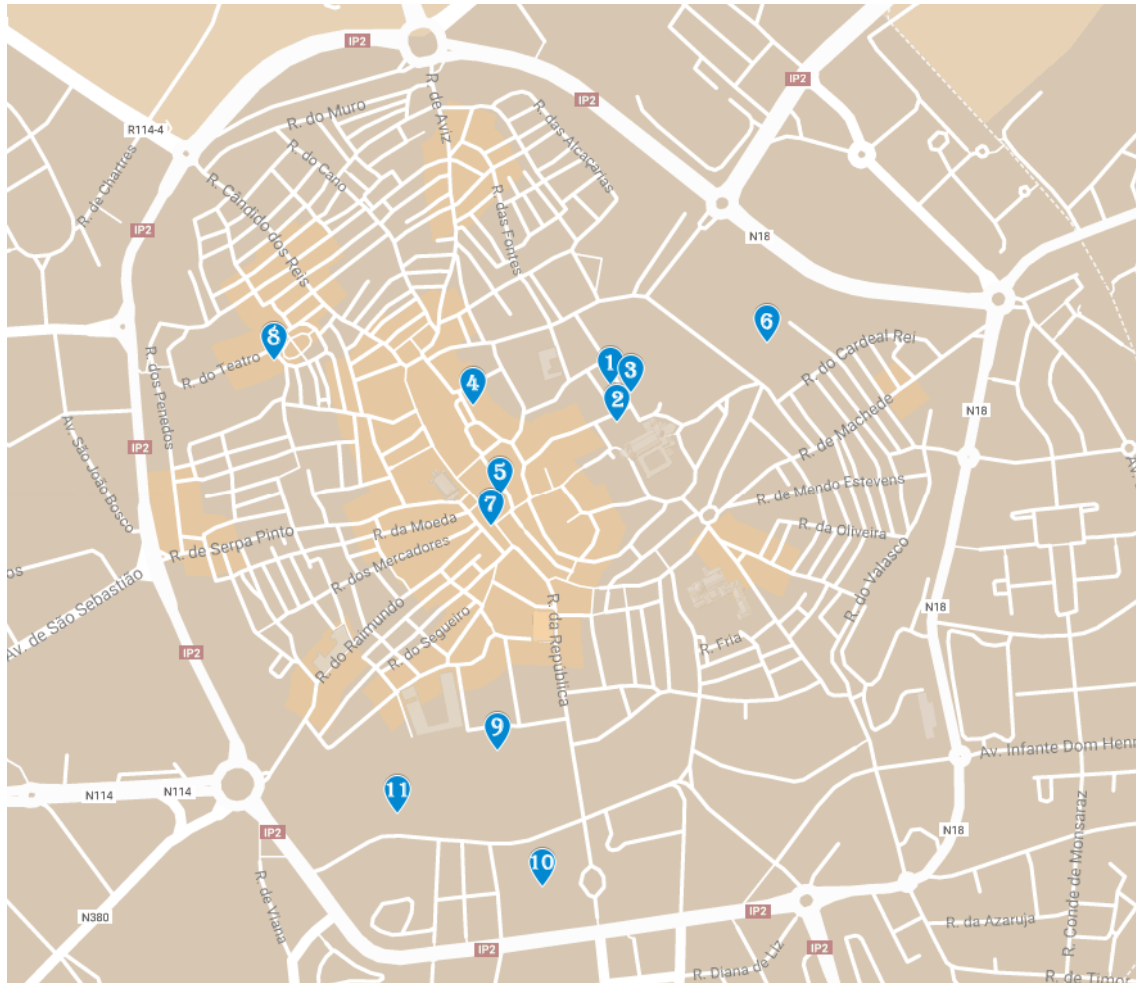 IP2
R. de Aviz
IP2
IP2
R. do Muro
R. das Alcaçarias
R114-4
R. do Cano
R. de Chartres
R. Cândido dos Reis
R. das Fontes
IP2
N18
6
8
R. do Teatro
1
3
R. do Cardeal Rei
4
2
R. dos Penedos
N18
R. de Machede
Av. São João Bosco
IP2
5
R. de Mendo Estevens
7
R. da Moeda
R. da Oliveira
R. de Serpa Pinto
R. dos Mercadores
os
R. do Valasco
Av. de São Sebastião
N18
R. do Raimundo
R. do Segueiro
R. da República
R. Fria
IP2
9
Av. Infante Dom Henr
N114
N114
11
IP2
N18
10
R. Conde de Monsaraz
R. de Viana
N380
IP2
R. da Azaruja
IP2
IP2
R. Diana de Liz
R. de Timor